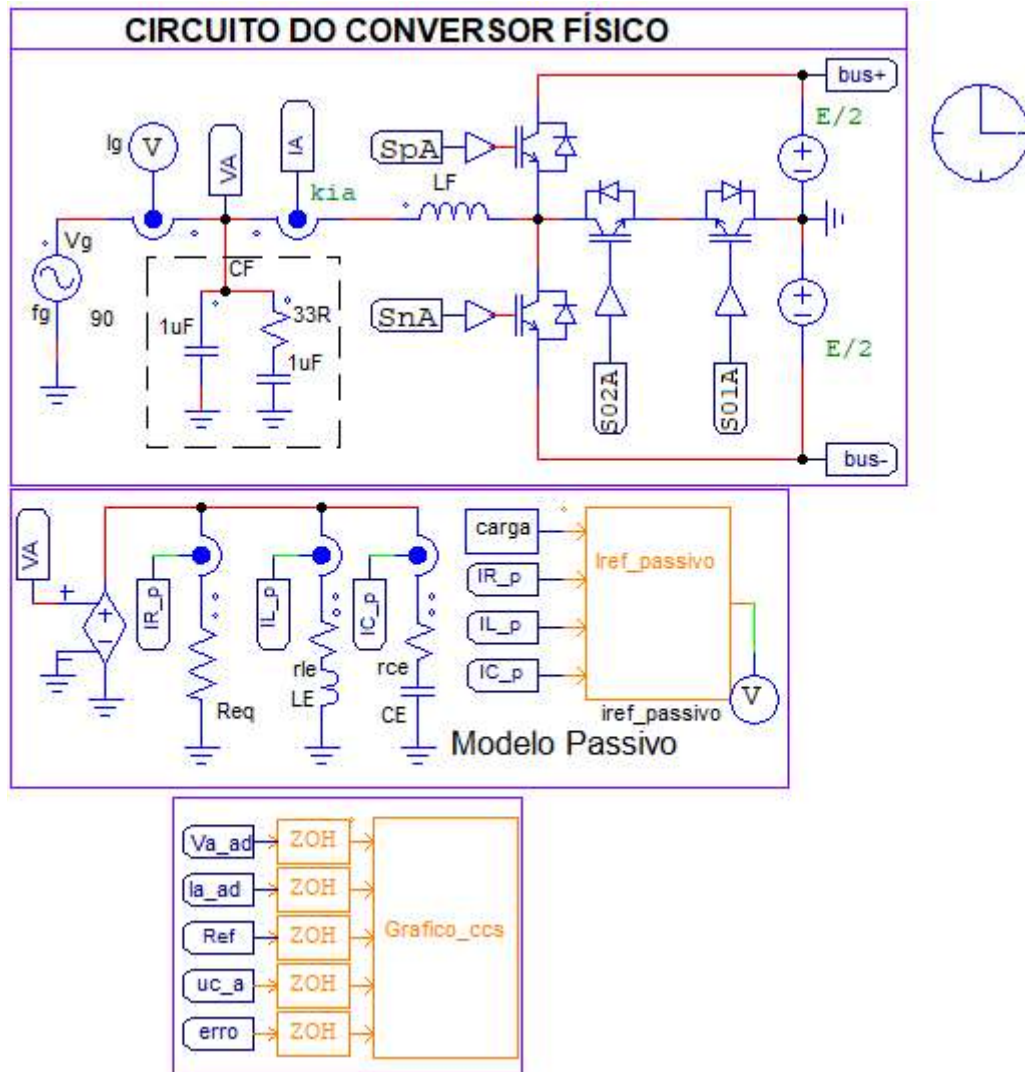 CIRCUITO DO CONVERSOR FÍSICO
bus+
E/2
Ig
V
VA
IA
kia
SpA
LF
Vg
fg
90
CF
1uF
33R
1uF
SnA
SO2A
SO1A
E/2
bus-
VA
IR_p
IL_p
IC_p
Req
rle
LE
rce
CE
carga
IR_p
IL_p
IC_p
Iref_passivo
V
iref_passivo
Modelo Passivo
Va_ad
ZOH
Ia_ad
ZOH
Ref
ZOH
uc_a
ZOH
erro
ZOH
Grafico_ccs